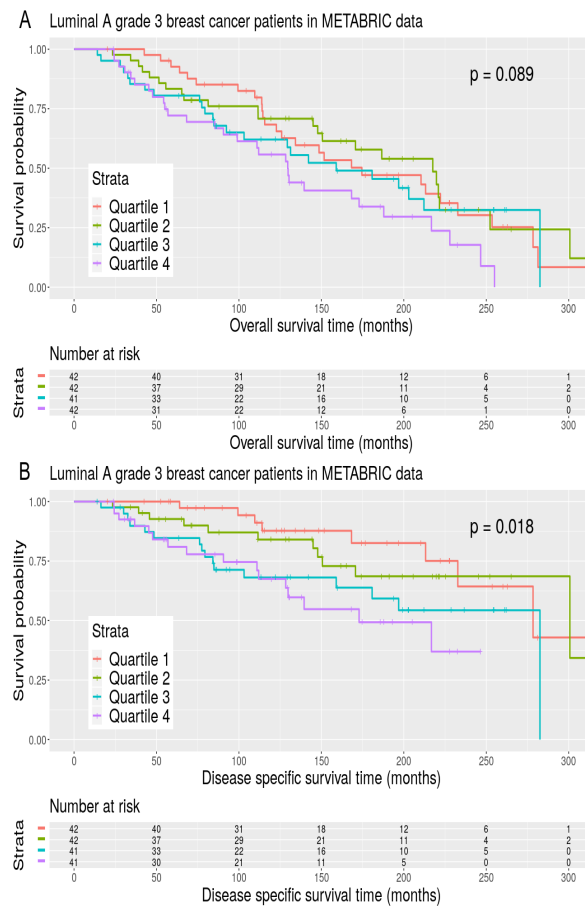 A Luminal A grade 3 breast cancer patients in METABRIC data
1.00
p = 0.089
0.75
0.50
0.25
0.00
Survival probability
Strata
Quartile 1
Quartile 2
Quartile 3
Quartile 4
0 50 100 150 200 250 300
Overall survival time (months)
Number at risk
Strata
42 40 31 18 12 6 1
42 37 29 21 11 4 2
41 33 22 16 10 5 0
42 31 22 12 6 1 0
0 50 100 150 200 250 300
Overall survival time (months)
B Luminal A grade 3 breast cancer patients in METABRIC data
1.00
p = 0.018
0.75
0.50
0.25
0.00
Survival probability
Strata
Quartile 1
Quartile 2
Quartile 3
Quartile 4
0 50 100 150 200 250 300
Disease specific survival time (months)
Number at risk
Strata
42 40 31 18 12 6 1
42 37 29 21 11 4 2
41 33 22 16 10 5 0
41 30 21 11 5 0 0
0 50 100 150 200 250 300
Disease specific survival time (months)